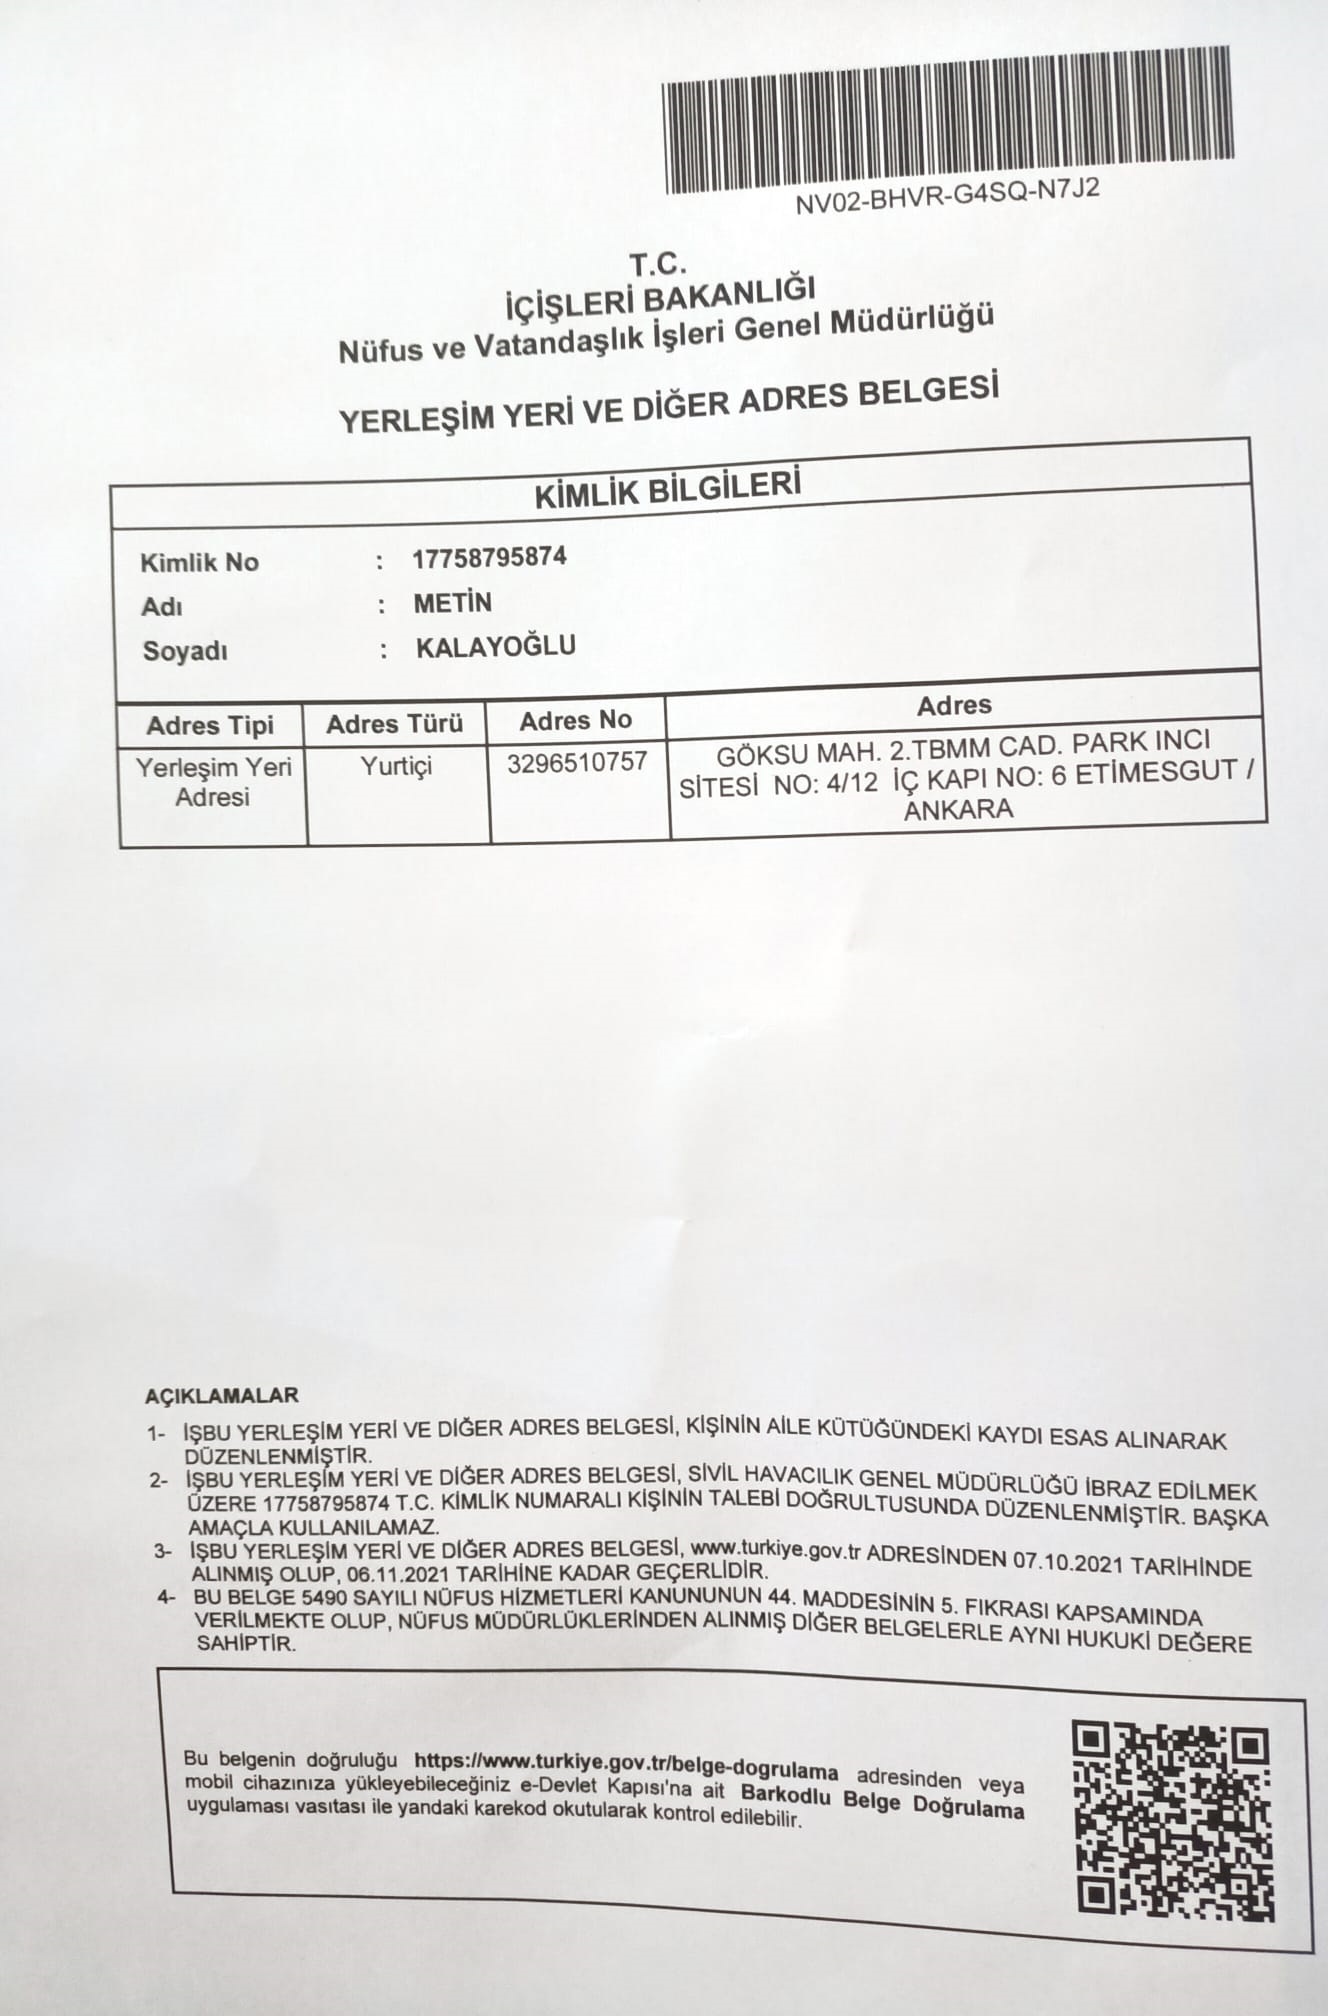 NV02-BHVR-G4SQ-N7J2
T.C.
İÇİŞLERİ BAKANLIĞI
Nüfus ve Vatandaşlık İşleri Genel Müdürlüğü
YERLEŞİM YERİ VE DİĞER ADRES BELGESİ
KİMLİK BİLGİLERİ
Kimlik No : 17758795874
Adı : METİN
Soyadı : KALAYOĞLU
Adres Tipi Adres Türü Adres No Adres
Yerleşim Yeri Adresi Yurtiçi 3296510757 GÖKSU MAH. 2.TBMM CAD. PARK INCI
SİTESİ NO: 4/12 İÇ KAPI NO: 6 ETİMESGUT /
ANKARA
AÇIKLAMALAR
1- İŞBU YERLEŞİM YERİ VE DİĞER ADRES BELGESİ, KİŞİNİN AİLE KÜTÜĞÜNDEKİ KAYDI ESAS ALINARAK
DÜZENLENMİŞTİR.
2- İŞBU YERLEŞİM YERİ VE DİĞER ADRES BELGESİ, SİVİL HAVACILIK GENEL MÜDÜRLÜĞÜ İBRAZ EDİLMEK
ÜZERE 17758795874 T.C. KİMLİK NUMARALI KİŞİNİN TALEBİ DOĞRULTUSUNDA DÜZENLENMİŞTİR. BAŞKA
AMAÇLA KULLANILAMAZ.
3- İŞBU YERLEŞİM YERİ VE DİĞER ADRES BELGESİ, www.turkiye.gov.tr ADRESİNDEN 07.10.2021 TARİHİNDE
ALINMIŞ OLUP, 06.11.2021 TARİHİNE KADAR GEÇERLİDİR.
4- BU BELGE 5490 SAYILI NÜFUS HİZMETLERİ KANUNUNUN 44. MADDESİNİN 5. FIKRASI KAPSAMINDA
VERİLMEKTE OLUP, NÜFUS MÜDÜRLÜKLERİNDEN ALINMIŞ DİĞER BELGELERLE AYNI HUKUKİ DEĞERE
SAHİPTİR.
Bu belgenin doğruluğu https://www.turkiye.gov.tr/belge-dogrulama adresinden veya
mobil cihazınıza yükleyebileceğiniz e-Devlet Kapısı'na ait Barkodlu Belge Doğrulama
uygulaması vasıtası ile yandaki karekod okutularak kontrol edilebilir.